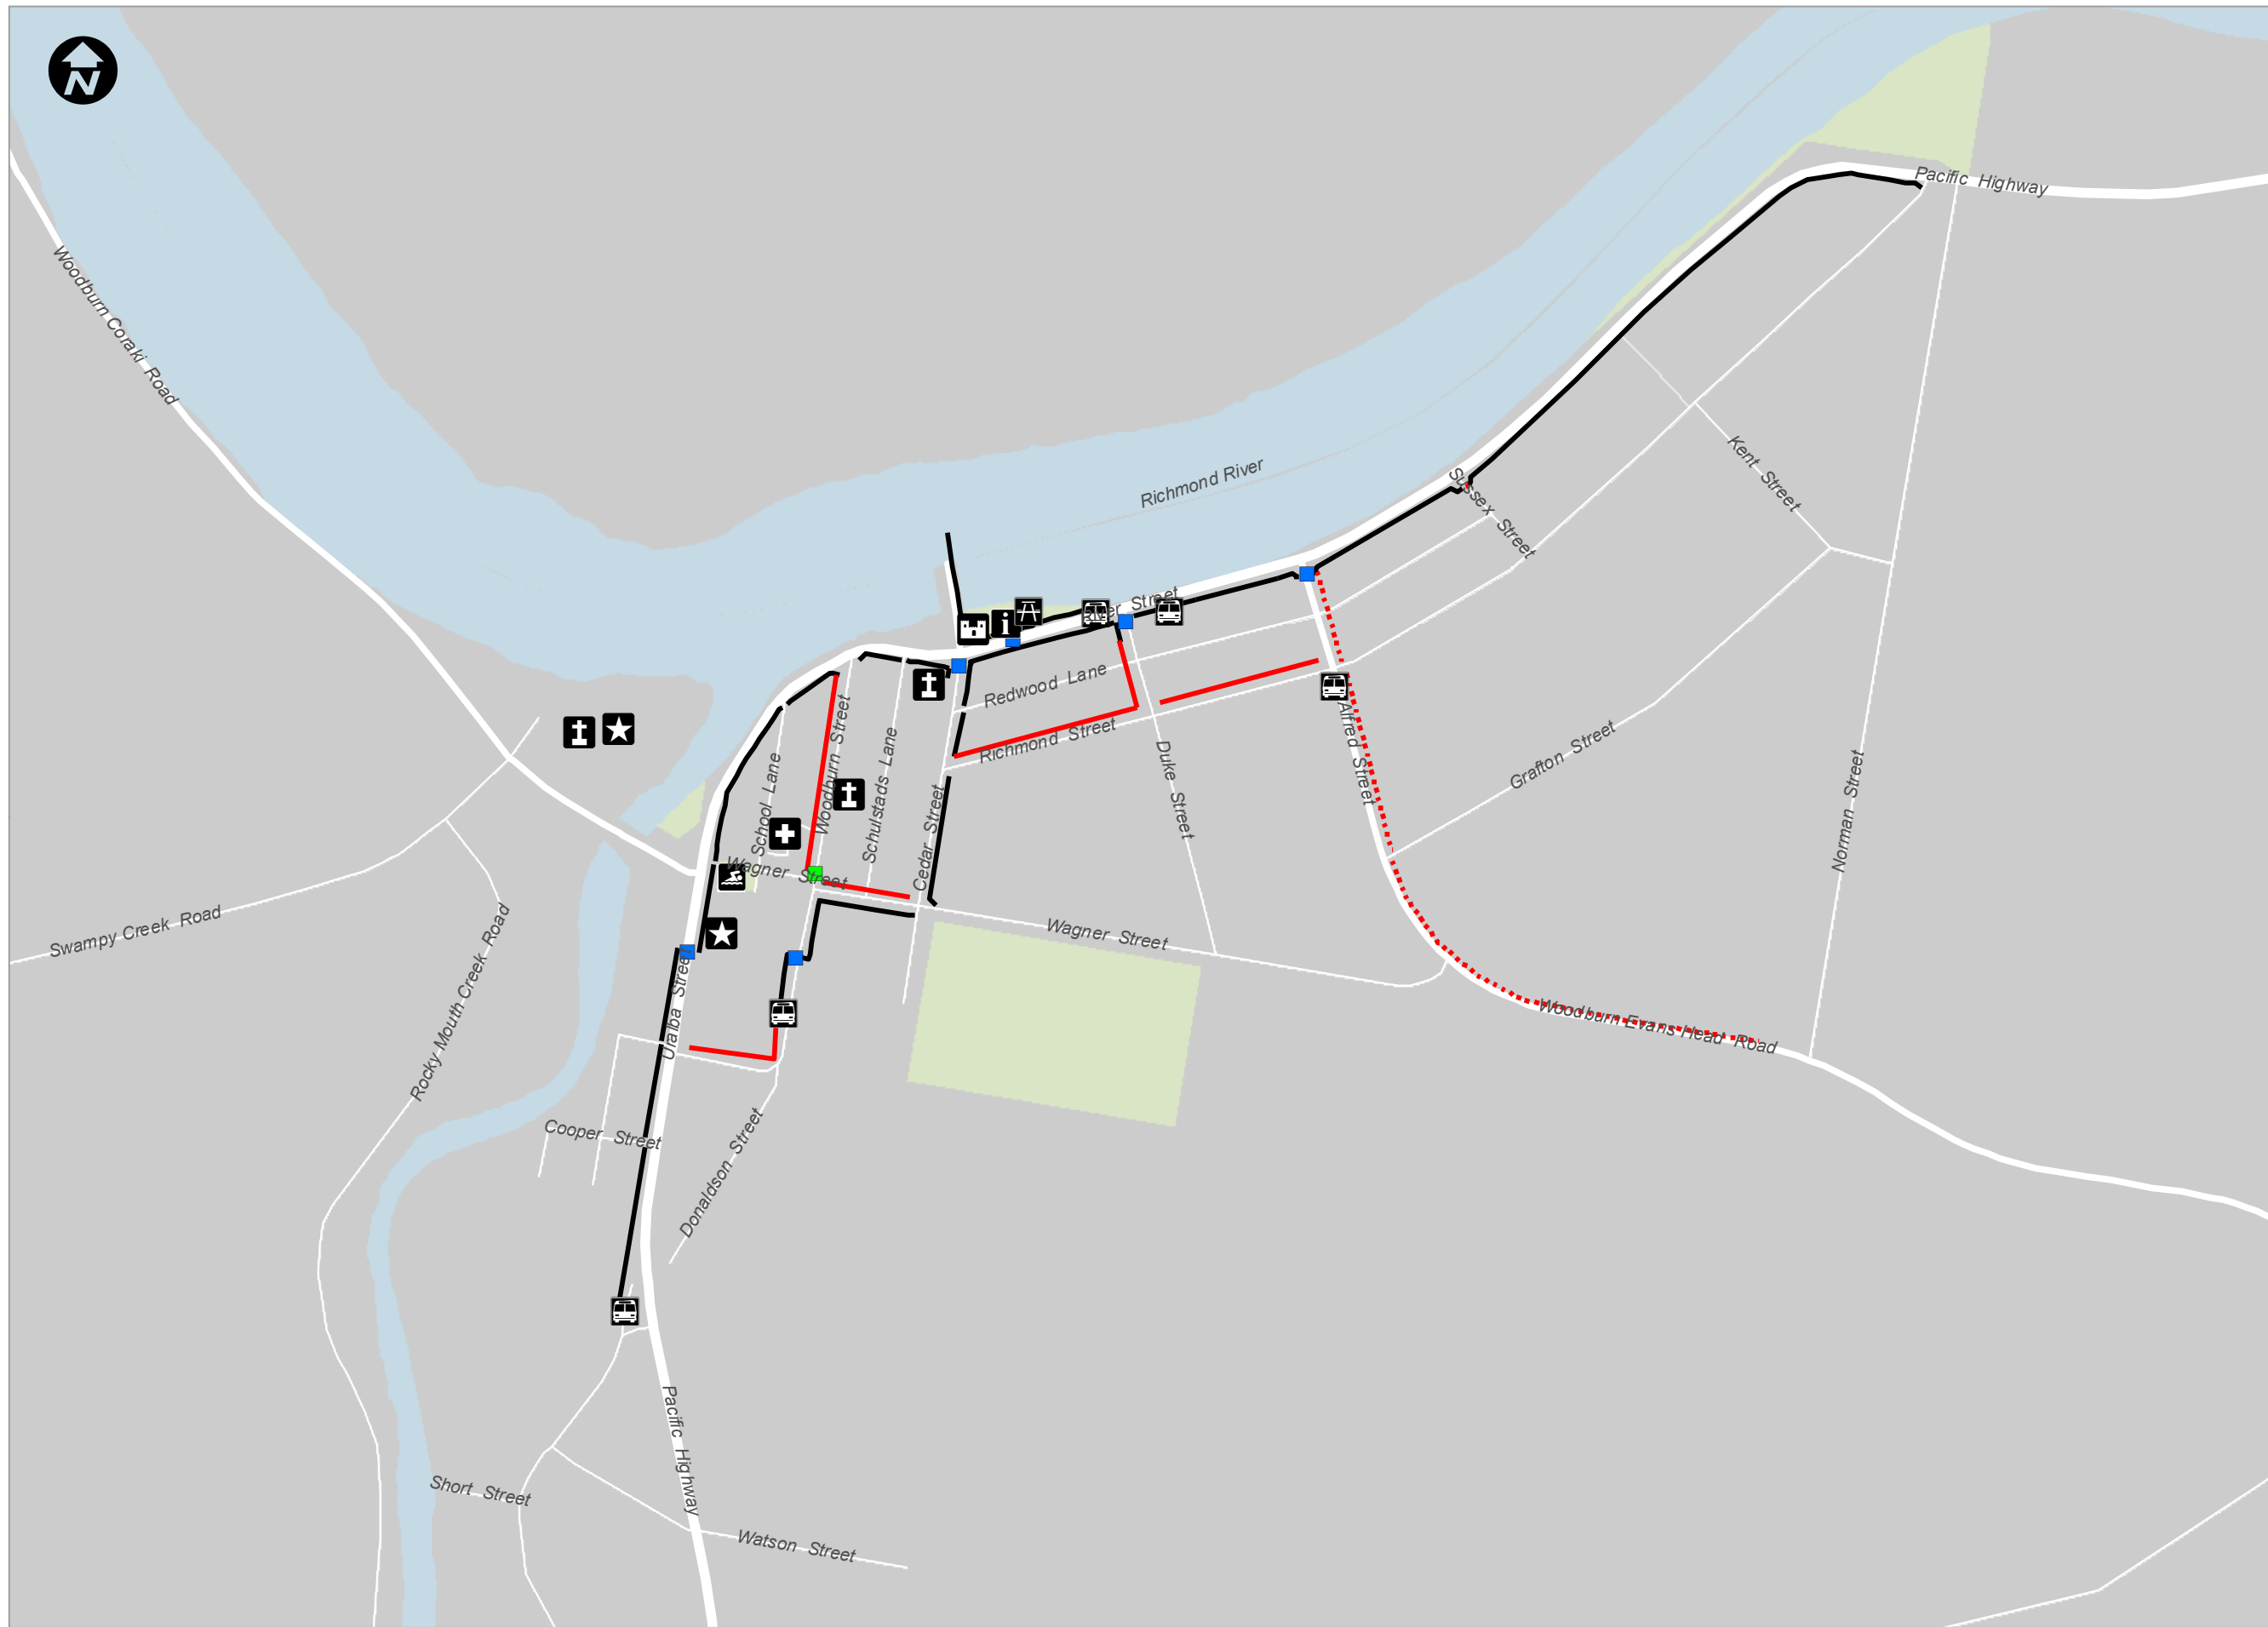 N
Pacific Highway
Woodburn Coraki Road
Kent Street
Richmond River
Sussex Street
River Street
Redwood Lane
Richmond Street
Woodburn Street
School Lane
Schulstads Lane
Cedar Street
Duke Street
Alfred Street
Grafton Street
Norman Street
Wagner Street
Wagner Street
Swampy Creek Road
Rocky Mouth Creek Road
Uralba Street
Woodburn Evans Head Road
Cooper Street
Donaldson Street
Pacific Highway
Short Street
Watson Street
i